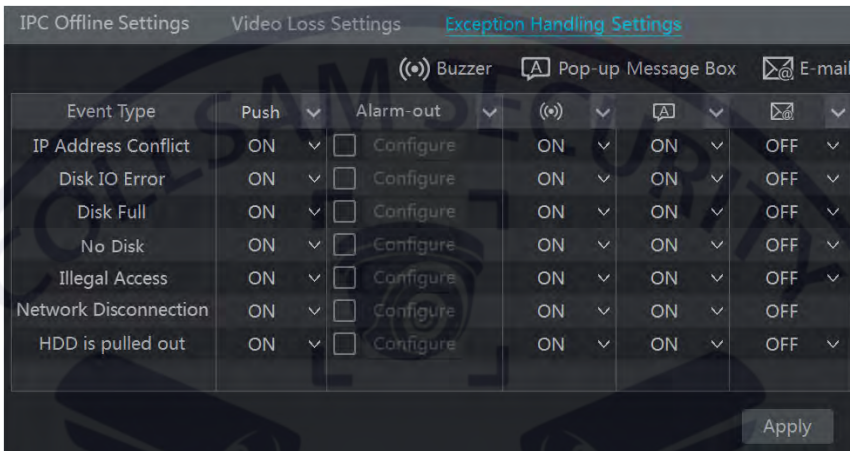 IPC Offline Settings Video Loss Settings Exception Handling Settings
Buzzer Pop-up Message Box E-mail
Event Type Push Alarm-out
IP Address Conflict ON Configure ON ON OFF
Disk IO Error ON Configure ON ON OFF
Disk Full ON Configure ON ON OFF
No Disk ON Configure ON ON OFF
Illegal Access ON Configure ON ON OFF
Network Disconnection ON Configure ON ON OFF
HDD is pulled out ON Configure ON ON OFF
Apply
COLLSAM SECURITY